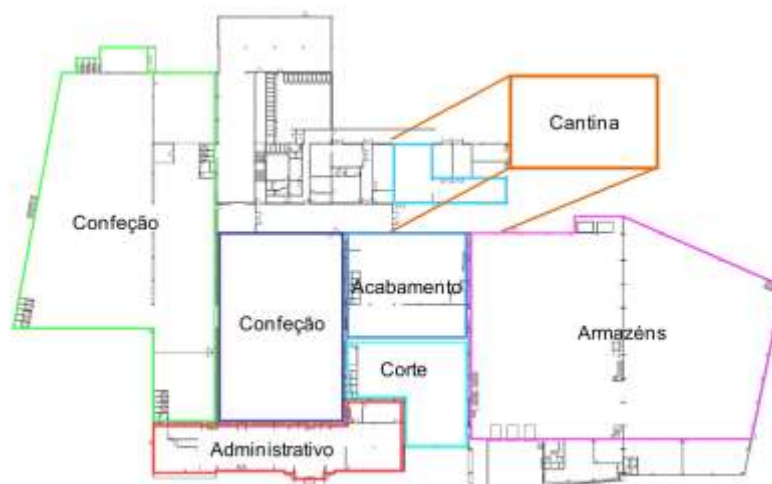 Cantina
Confeção
Acabamento
Confeção
Armazéns
Corte
Administrativo